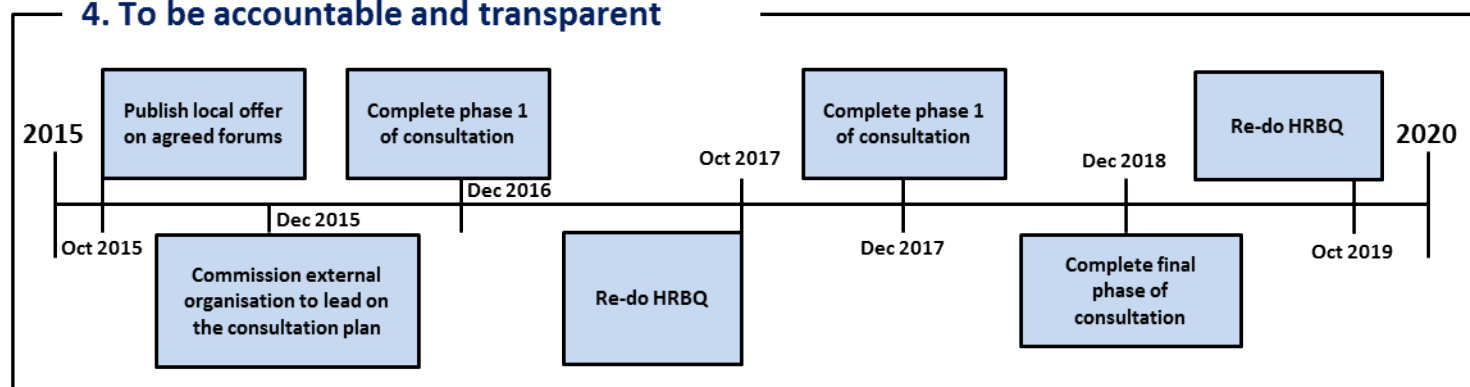 4. To be accountable and transparent
2015
Publish local offer
on agreed forums
Oct 2015
Dec 2015
Commission external
organisation to lead on
the consultation plan
Complete phase 1
of consultation
Dec 2016
Oct 2017
Re-do HRBQ
Complete phase 1
of consultation
Dec 2017
Dec 2018
Complete final
phase of
consultation
Re-do HRBQ
Oct 2019
2020